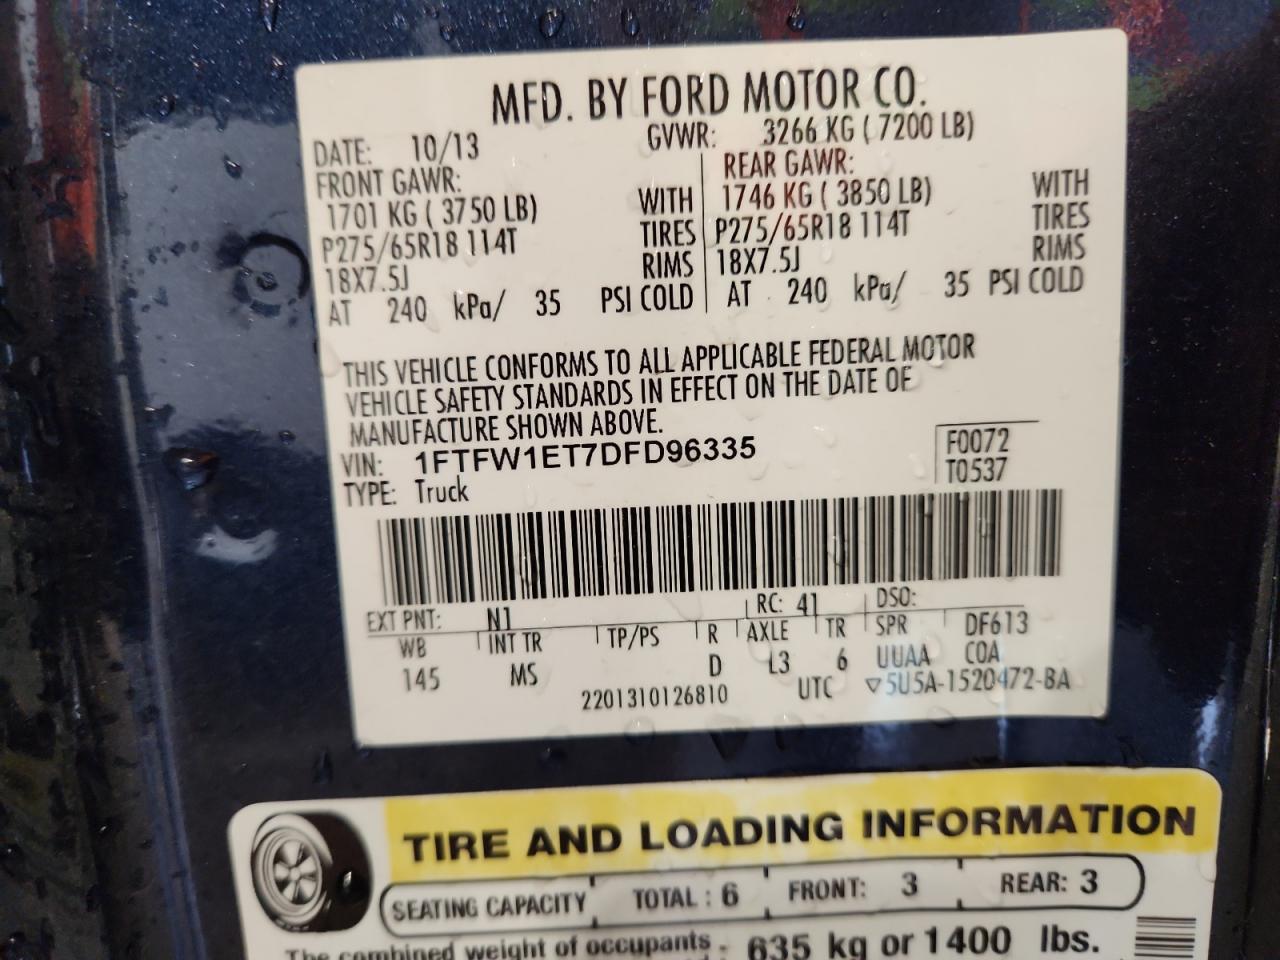 MFD. BY FORD MOTOR CO.
DATE: 10/13 GVWR: 3266 KG ( 7200 LB)
FRONT GAWR: REAR GAWR:
1701 KG ( 3750 LB) WITH 1746 KG ( 3850 LB) WITH
P275/65R18 114T TIRES P275/65R18 114T TIRES
18X7.5J RIMS 18X7.5J RIMS
AT 240 kPa/ 35 PSI COLD AT 240 kPa/ 35 PSI COLD
THIS VEHICLE CONFORMS TO ALL APPLICABLE FEDERAL MOTOR
VEHICLE SAFETY STANDARDS IN EFFECT ON THE DATE OF
MANUFACTURE SHOWN ABOVE.
VIN: 1FTFW1ET7DFD96335 F0072
TYPE: Truck T0537
EXT PNT: N1 RC: 41 DSO:
WB INT TR TP/PS R AXLE TR SPR DF613
145 MS D L3 6 UUAA COA
2201310126810 UTC ▽5U5A-1520472-BA
TIRE AND LOADING INFORMATION
SEATING CAPACITY TOTAL : 6 FRONT: 3 REAR: 3
The combined weight of occupants 635 kg or 1400 lbs.